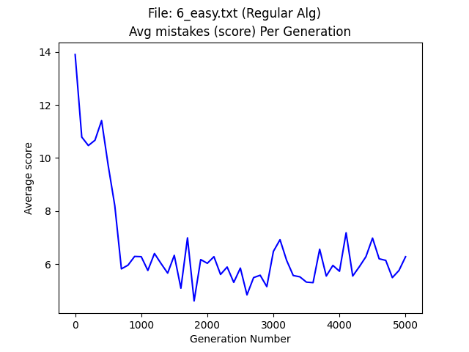 File: 6_easy.txt (Regular Alg)
Avg mistakes (score) Per Generation
14
12
10
8
6
Average score
0 1000 2000 3000 4000 5000
Generation Number